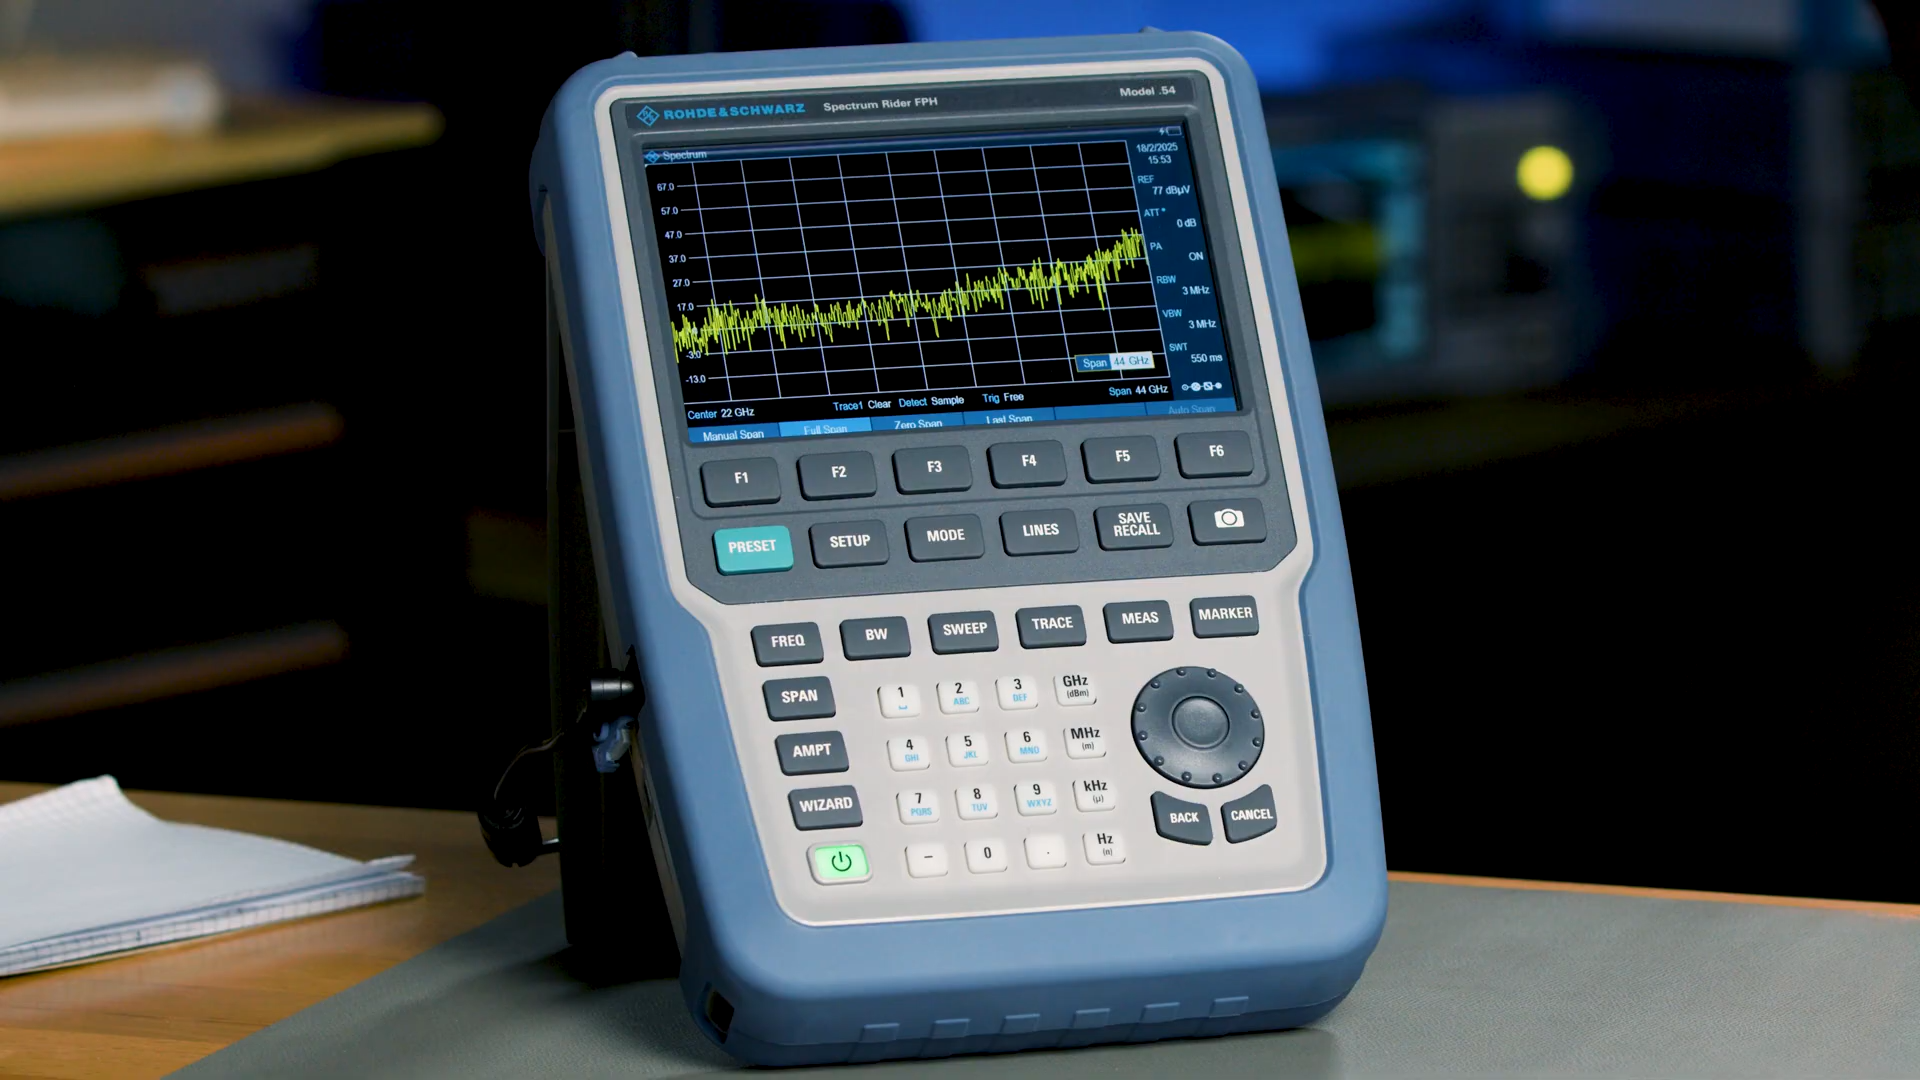 ROHDE&SCHWARZ Spectrum Rider FPH Model .54
Spectrum
18/2/2025
15:53
67.0
57.0
47.0
37.0
27.0
17.0
-3.0
-13.0
REF
77 dBµV
ATT*
0 dB
PA
ON
RBW
3 MHz
VBW
3 MHz
SWT
550 ms
Span 44 GHz
Center 22 GHz Trace1 Clear Detect Sample Trig Free Span 44 GHz
Manual Span Full Span Zero Span Last Span Auto Span
F1 F2 F3 F4 F5 F6
PRESET SETUP MODE LINES SAVE RECALL
FREQ BW SWEEP TRACE MEAS MARKER
SPAN
AMPT
WIZARD
1 2 ABC 3 DEF GHz (dBm)
4 GHI 5 JKL 6 MNO MHz (m)
7 PQRS 8 TUV 9 WXYZ kHz (µ)
– 0 . Hz (n)
BACK CANCEL